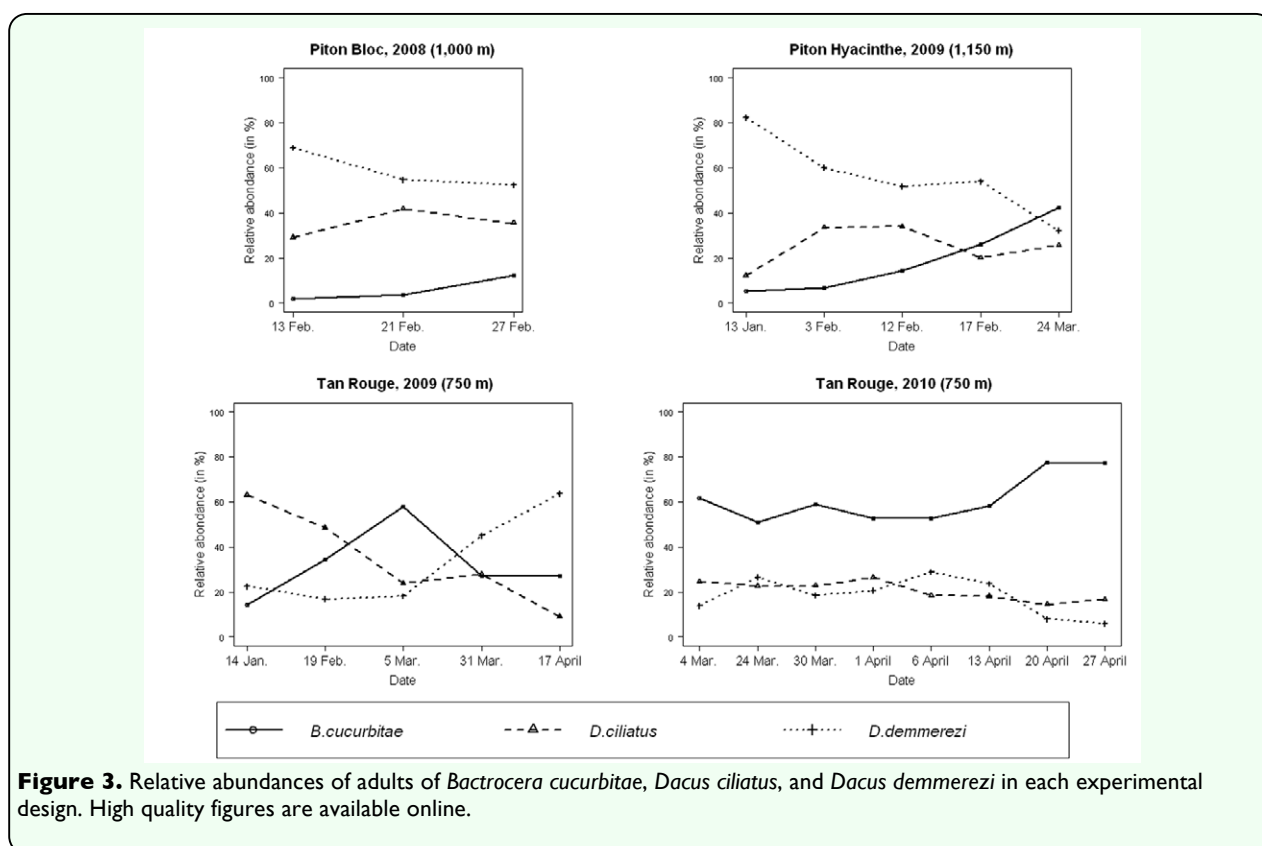 Piton Bloc, 2008 (1,000 m)
Relative abundance (in %)
100
80
60
40
20
0
13 Feb. 21 Feb. 27 Feb.
Date
Piton Hyacinthe, 2009 (1,150 m)
Relative abundance (in %)
100
80
60
40
20
0
13 Jan. 3 Feb. 12 Feb. 17 Feb. 24 Mar.
Date
Tan Rouge, 2009 (750 m)
Relative abundance (in %)
100
80
60
40
20
0
14 Jan. 19 Feb. 5 Mar. 31 Mar. 17 April
Date
Tan Rouge, 2010 (750 m)
Relative abundance (in %)
100
80
60
40
20
0
4 Mar. 24 Mar. 30 Mar. 1 April 6 April 13 April 20 April 27 April
Date
B.cucurbitae D.ciliatus D.demmerezi
Figure 3. Relative abundances of adults of Bactrocera cucurbitae, Dacus ciliatus, and Dacus demmerezi in each experimental
design. High quality figures are available online.